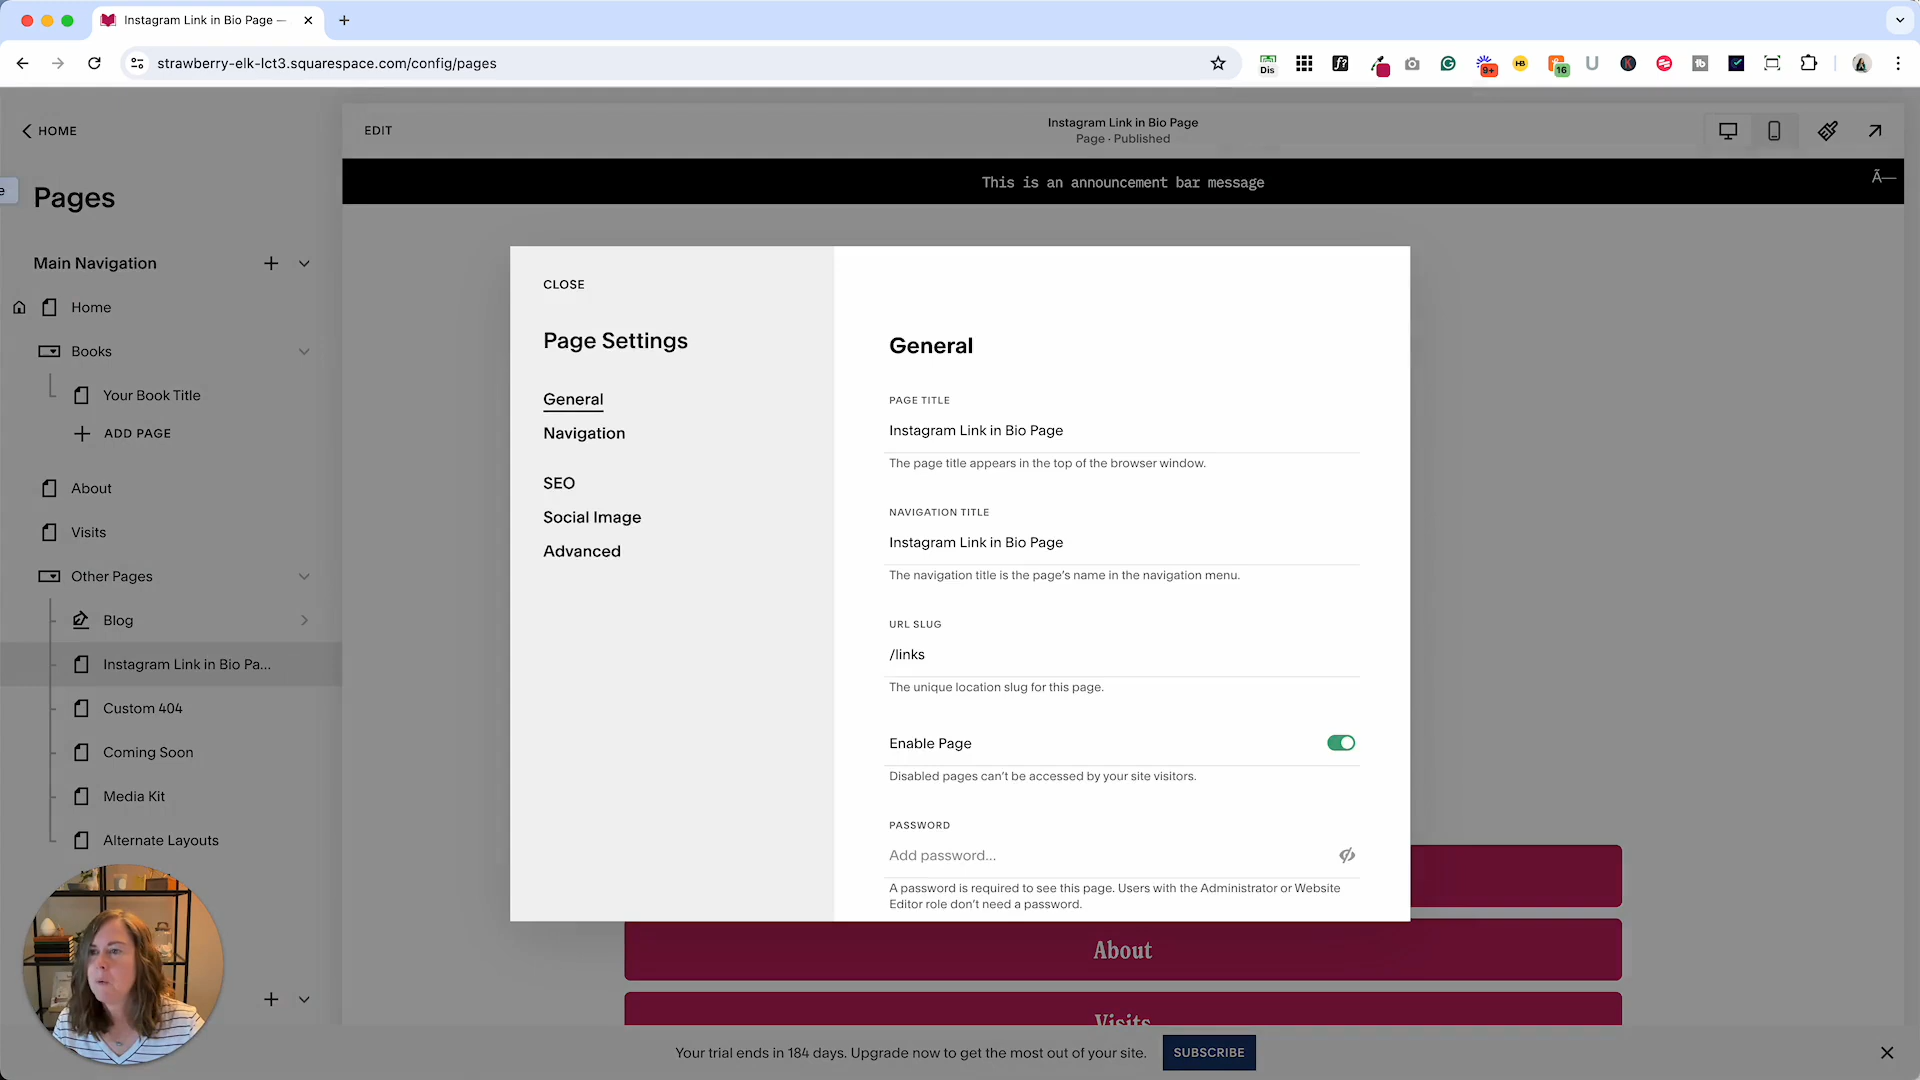 Instagram Link in Bio Page —
strawberry-elk-lct3.squarespace.com/config/pages
Dis
9+
HB
16
HOME
EDIT
Instagram Link in Bio Page
Page · Published
Pages
This is an announcement bar message
Ã—
Main Navigation
Home
Books
Your Book Title
ADD PAGE
About
Visits
Other Pages
Blog
Instagram Link in Bio Pa...
Custom 404
Coming Soon
Media Kit
Alternate Layouts
CLOSE
Page Settings
General
Navigation
SEO
Social Image
Advanced
General
PAGE TITLE
Instagram Link in Bio Page
The page title appears in the top of the browser window.
NAVIGATION TITLE
Instagram Link in Bio Page
The navigation title is the page's name in the navigation menu.
URL SLUG
/links
The unique location slug for this page.
Enable Page
Disabled pages can't be accessed by your site visitors.
PASSWORD
Add password...
A password is required to see this page. Users with the Administrator or Website
Editor role don't need a password.
About
Visits
Your trial ends in 184 days. Upgrade now to get the most out of your site.
SUBSCRIBE